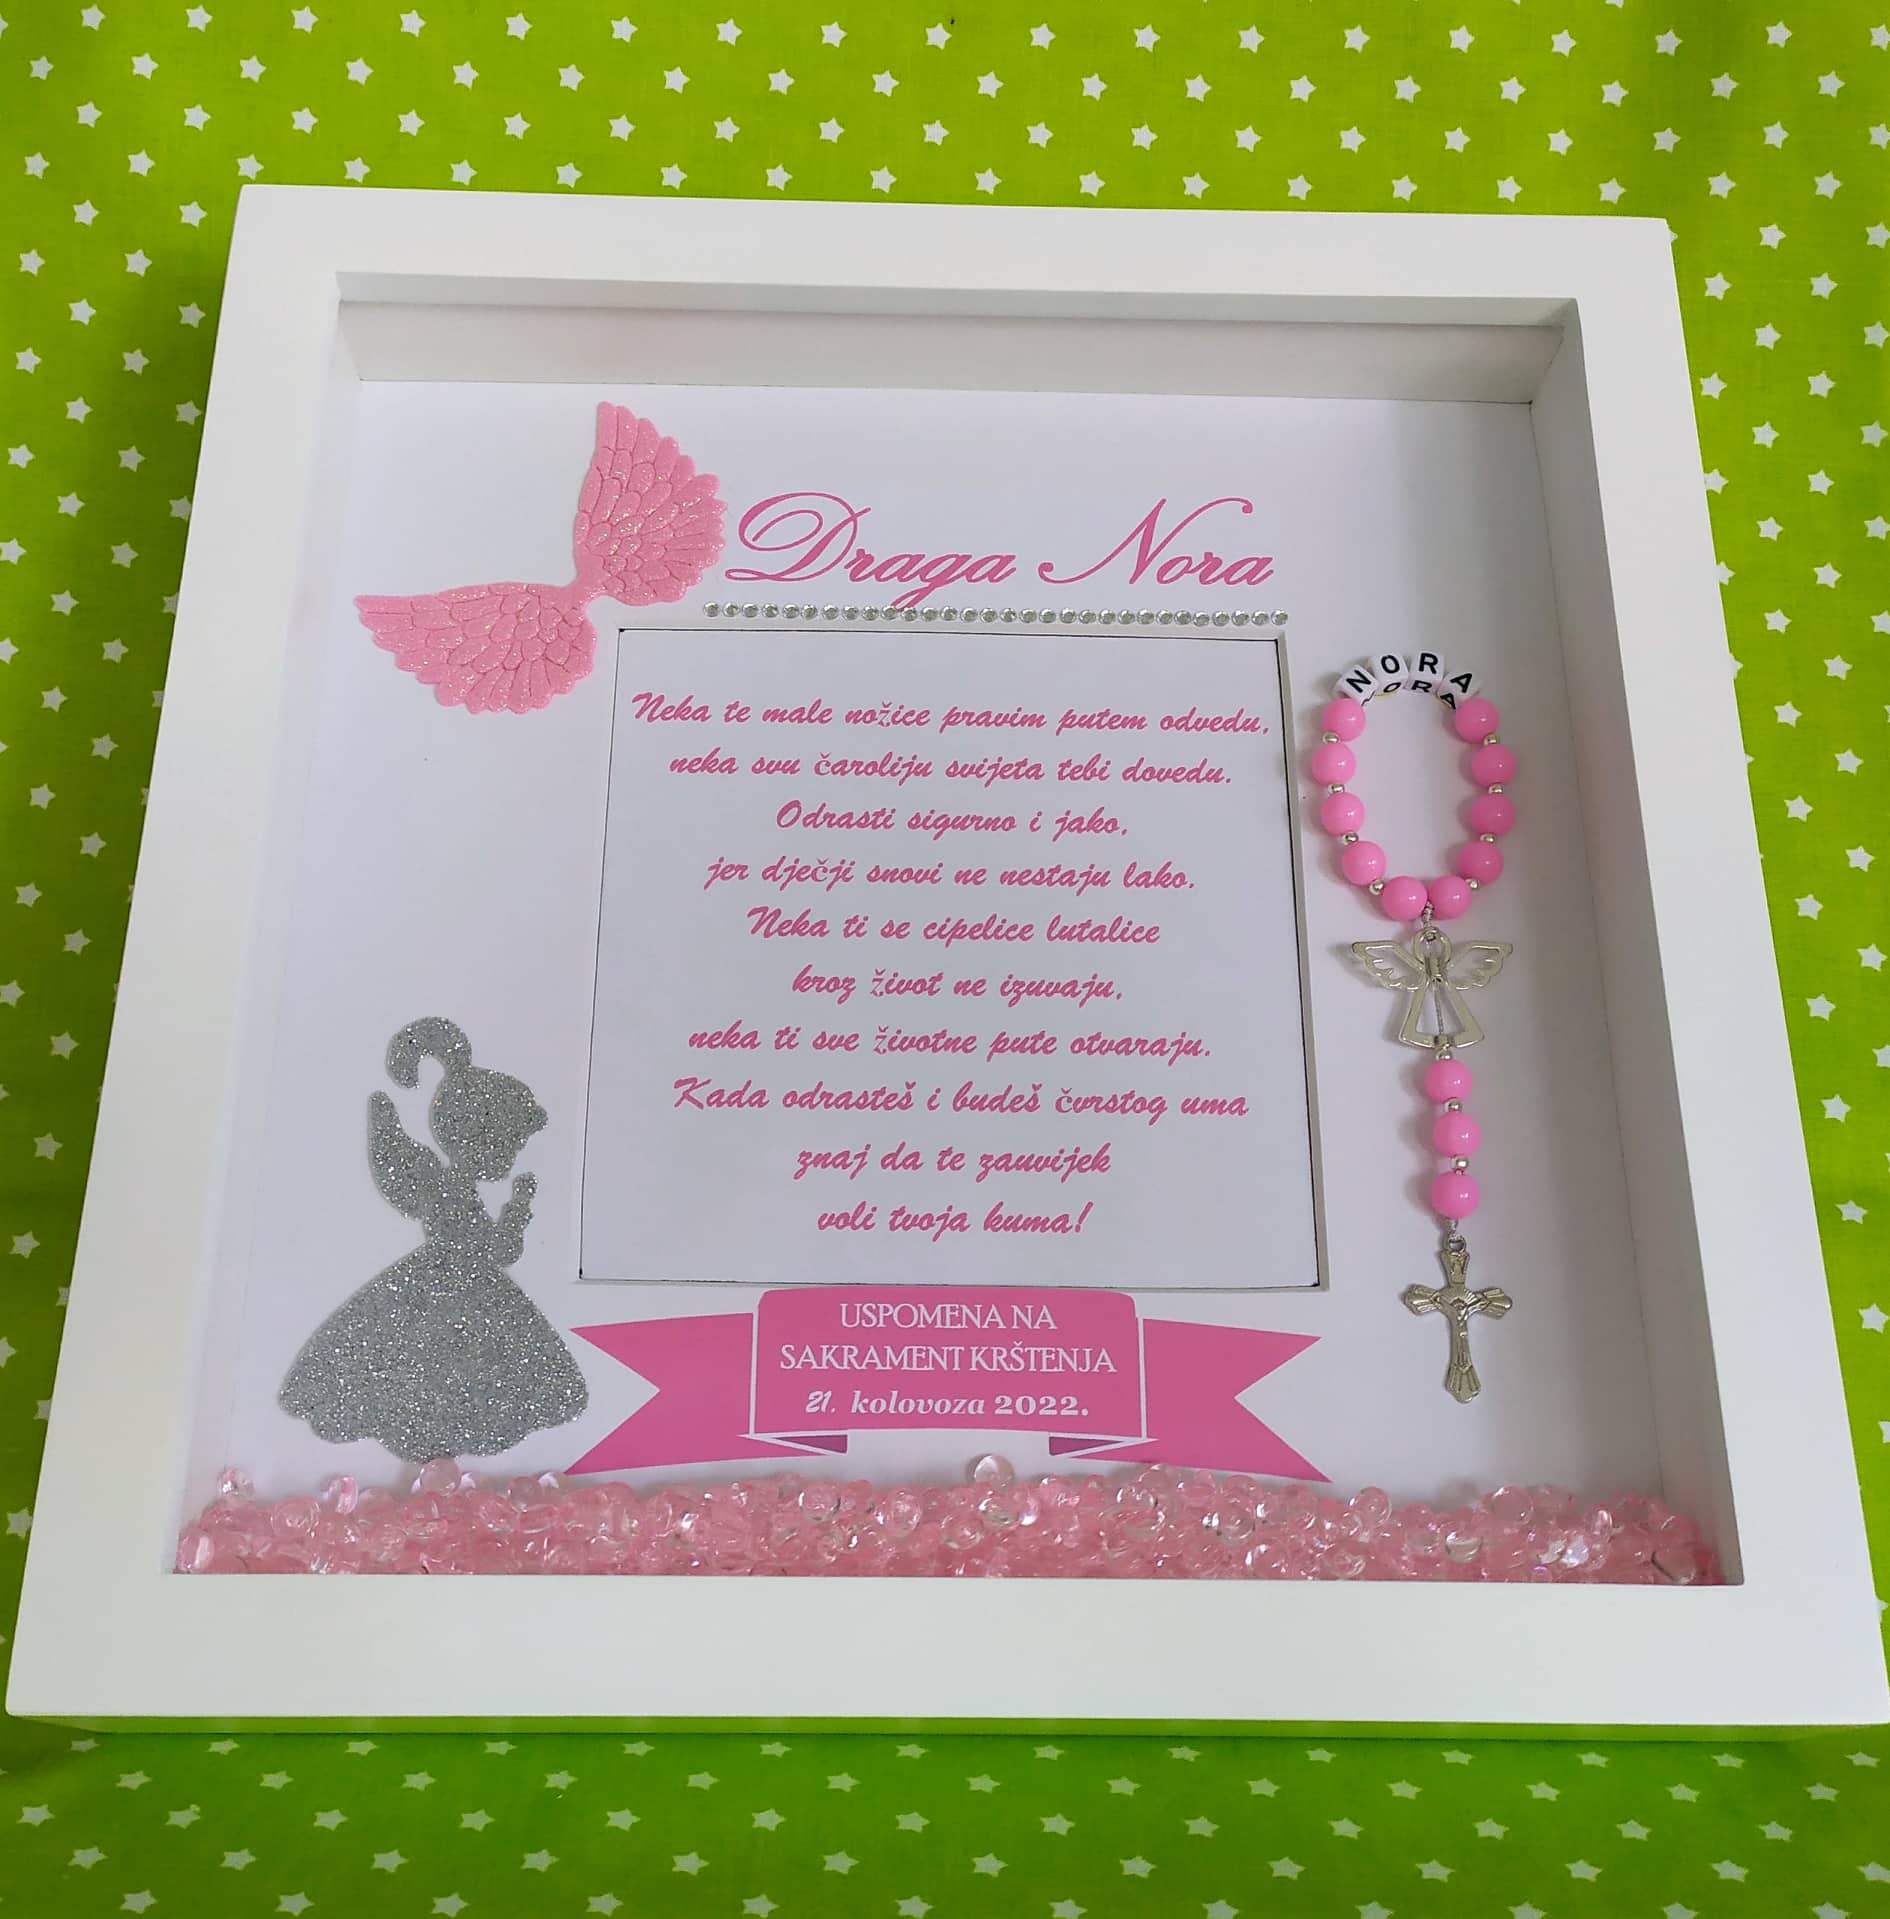 Draga Nora
Neka te male nožice pravim putem odvedu,
neka svu čaroliju svijeta tebi dovedu.
Odrasti sigurno i jako,
jer dječji snovi ne nestaju lako.
Neka ti se cipelice lutalice
kroz život ne izuvaju,
neka ti sve životne pute otvaraju.
Kada odrasteš i budeš čvrstog uma
znaj da te zauvijek
voli tvoja kuma!
NORA
USPOMENA NA
SAKRAMENT KRŠTENJA
21. kolovoza 2022.